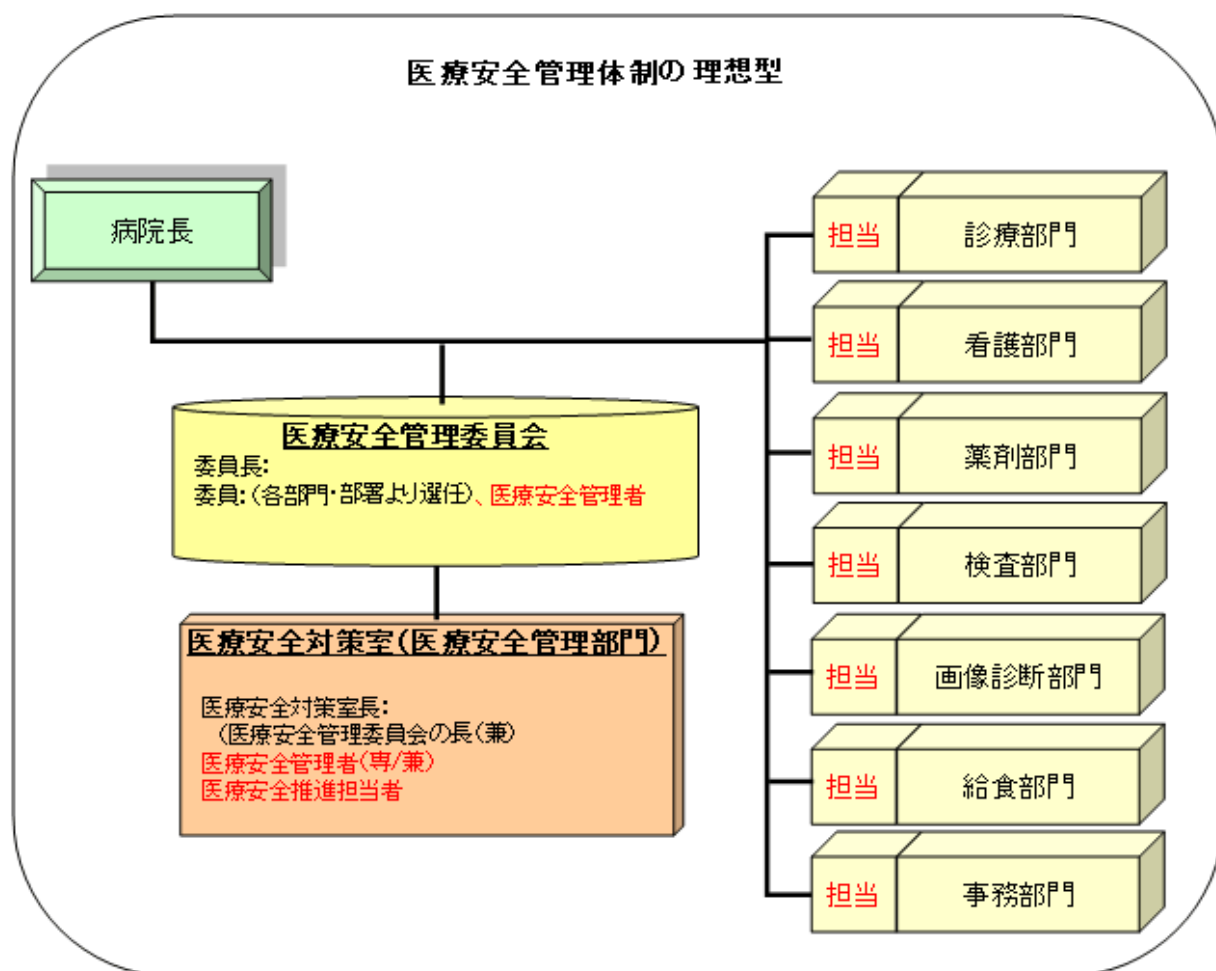 医療安全管理体制の理想型
病院長
医療安全管理委員会
委員長:
委員:(各部門・部署より選任)、医療安全管理者
医療安全対策室(医療安全管理部門)
医療安全対策室長:
(医療安全管理委員会の長(兼)
医療安全管理者(専/兼)
医療安全推進担当者
担当 診療部門
担当 看護部門
担当 薬剤部門
担当 検査部門
担当 画像診断部門
担当 給食部門
担当 事務部門